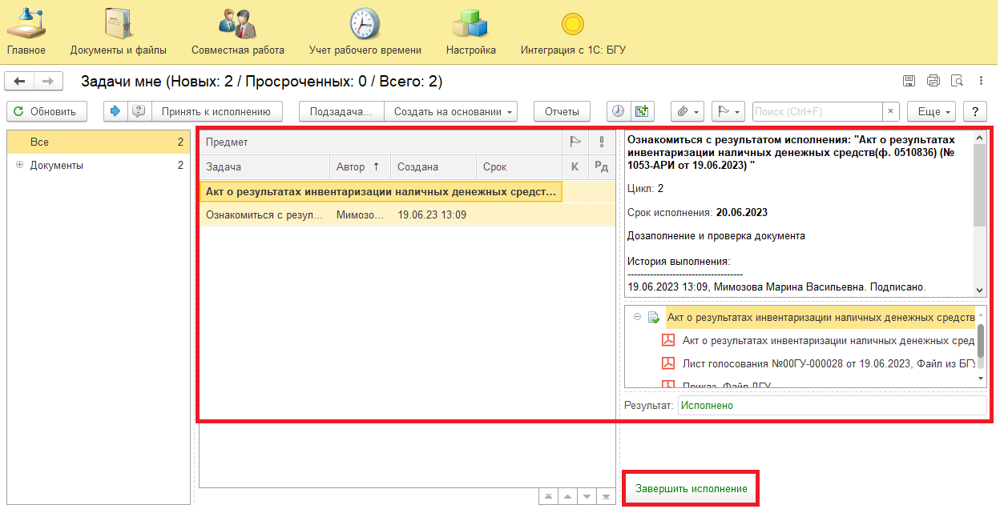 Главное Документы и файлы Совместная работа Учет рабочего времени Настройка Интеграция с 1С: БГУ
Задачи мне (Новых: 2 / Просроченных: 0 / Всего: 2)
Обновить Принять к исполнению Подзадача... Создать на основании Отчеты Поиск (Ctrl+F) × Еще ?
Все 2
Документы 2
Предмет
Задача Автор ↑ Создана Срок К Рд
Акт о результатах инвентаризации наличных денежных средст...
Ознакомиться с резул... Мимозо... 19.06.23 13:09
Ознакомиться с результатом исполнения: "Акт о результатах
инвентаризации наличных денежных средств(ф. 0510836) (№
1053-АРИ от 19.06.2023) "
Цикл: 2
Срок исполнения: 20.06.2023
Дозаполнение и проверка документа
История выполнения:
------------------------------------
19.06.2023 13:09, Мимозова Марина Васильевна. Подписано.
Акт о результатах инвентаризации наличных денежных средств
Акт о результатах инвентаризации наличных денежных сред
Лист голосования №00ГУ-000028 от 19.06.2023, Файл из БГУ
Приказ, Файл ДГУ
Результат: Исполнено
Завершить исполнение